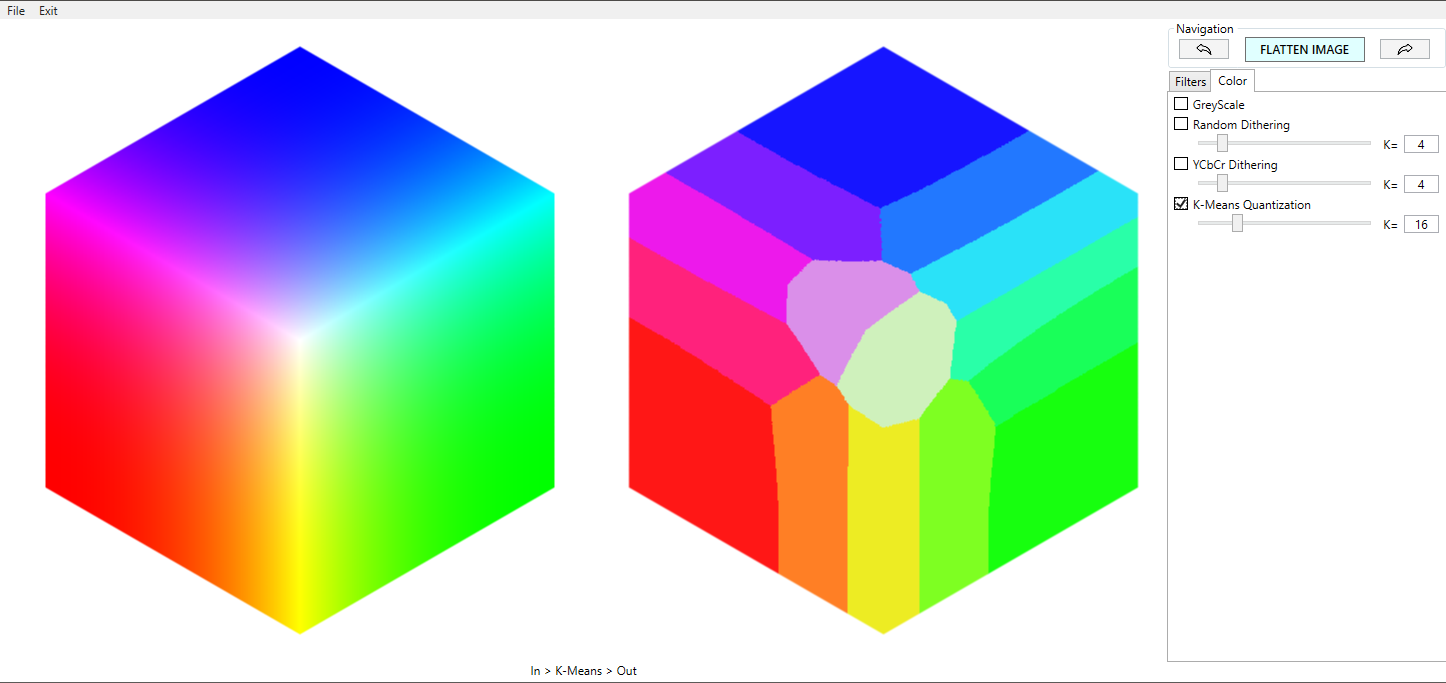 File Exit
Navigation
FLATTEN IMAGE
Filters Color
GreyScale
Random Dithering
K= 4
YCbCr Dithering
K= 4
K-Means Quantization
K= 16
In > K-Means > Out